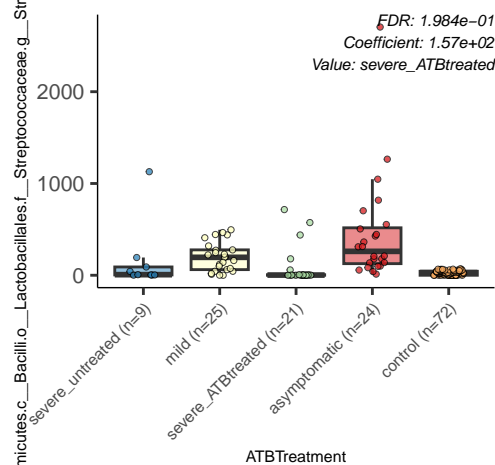 FDR: 1.984e−01
Coefficient: 1.57e+02
Value: severe_ATBtreated
micutes.c__Bacilli.o__Lactobacillales.f__Streptococcaceae.g__Str
2000
1000
0
severe_untreated (n=9)
mild (n=25)
severe_ATBtreated (n=21)
asymptomatic (n=24)
control (n=72)
ATBTreatment